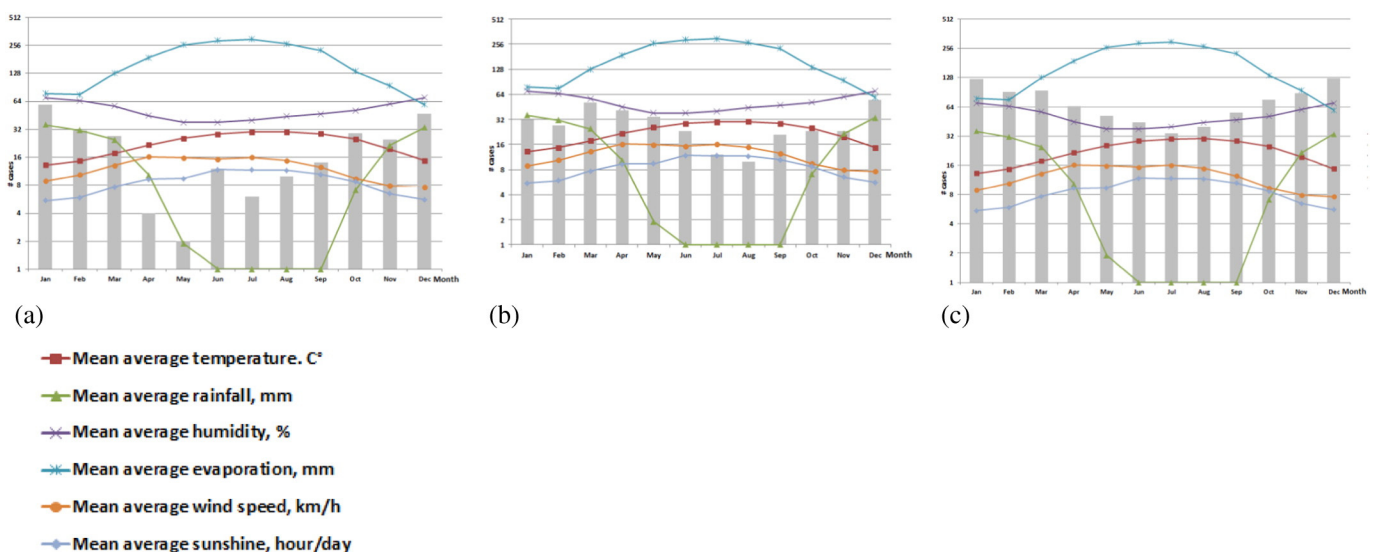 512
256
128
64
32
16
8
4
2
1
# cases
Jan Feb Mar Apr May Jun Jul Aug Sep Oct Nov Dec Month
(a)
512
256
128
64
32
16
8
4
2
1
# cases
Jan Feb Mar Apr May Jun Jul Aug Sep Oct Nov Dec Month
(b)
512
256
128
64
32
16
8
4
2
1
# cases
Jan Feb Mar Apr May Jun Jul Aug Sep Oct Nov Dec Month
(c)
Mean average temperature. C°
Mean average rainfall, mm
Mean average humidity, %
Mean average evaporation, mm
Mean average wind speed, km/h
Mean average sunshine, hour/day